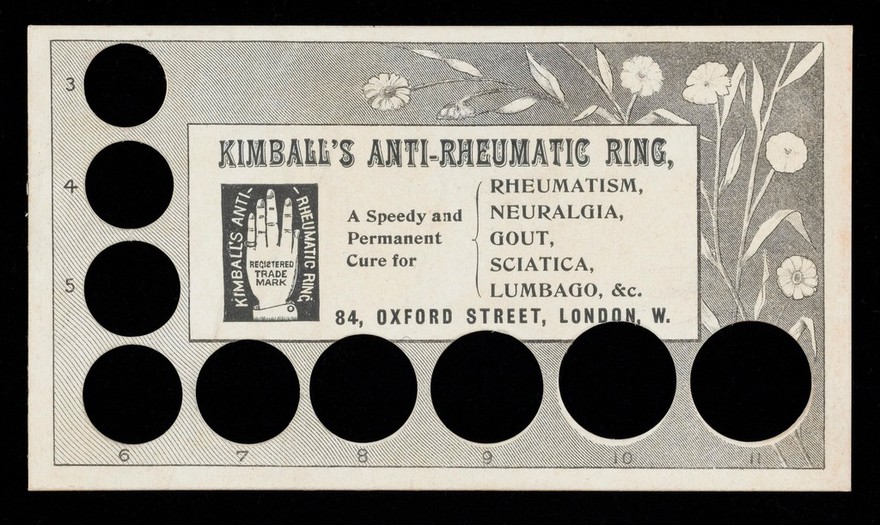 KIMBALL'S ANTI-RHEUMATIC RING,
KIMBALL'S ANTI-
RHEUMATIC RING
REGISTERED
TRADE
MARK
A Speedy and
Permanent
Cure for
RHEUMATISM,
NEURALGIA,
GOUT,
SCIATICA,
LUMBAGO, &c.
84, OXFORD STREET, LONDON, W.
3
4
5
6 7 8 9 10 11